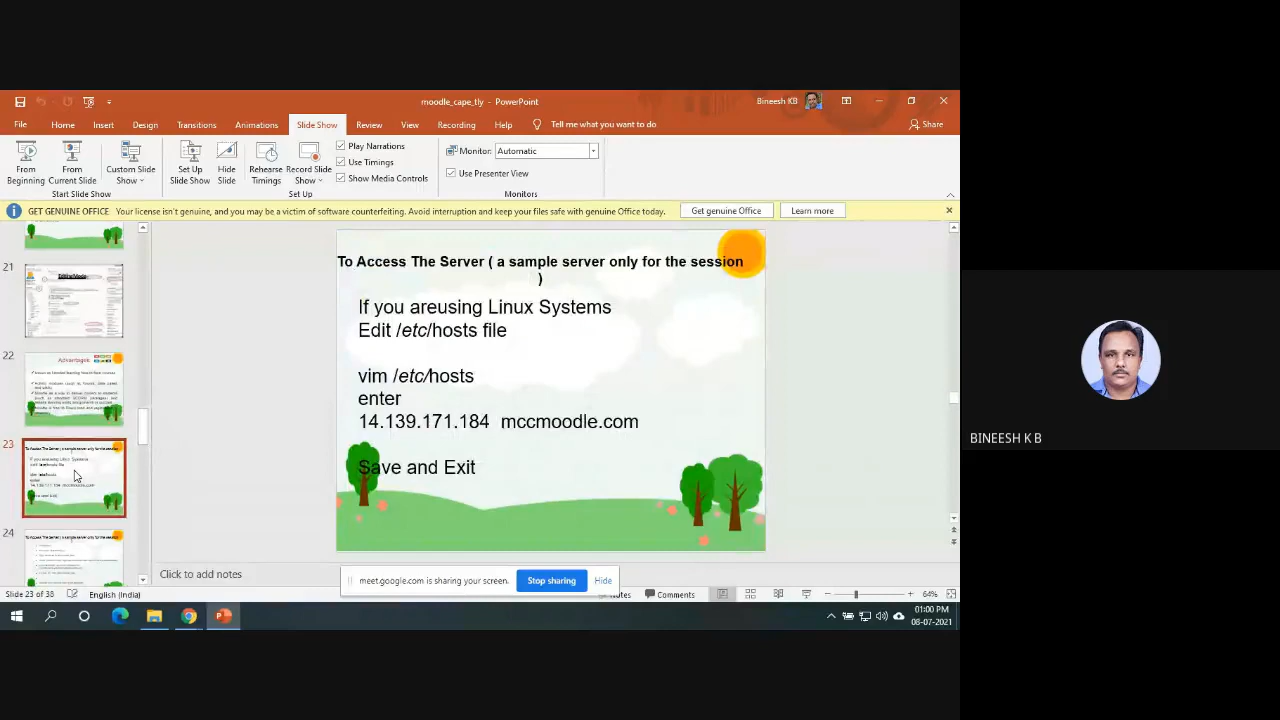 moodle_cape_tly - PowerPoint
Bineesh KB
File Home Insert Design Transitions Animations Slide Show Review View Recording Help Tell me what you want to do
Share
From Beginning
From Current Slide
Custom Slide Show
Set Up Slide Show
Hide Slide
Rehearse Timings
Record Slide Show
Play Narrations
Use Timings
Show Media Controls
Monitor: Automatic
Use Presenter View
Start Slide Show
Set Up
Monitors
GET GENUINE OFFICE Your license isn't genuine, and you may be a victim of software counterfeiting. Avoid interruption and keep your files safe with genuine Office today. Get genuine Office Learn more
21
22
23
24
To Access The Server ( a sample server only for the session
)
If you areusing Linux Systems
Edit /etc/hosts file
vim /etc/hosts
enter
14.139.171.184 mccmoodle.com
Save and Exit
Click to add notes
meet.google.com is sharing your screen. Stop sharing Hide
Slide 23 of 38 English (India) Comments 64%
01:00 PM
08-07-2021
BINEESH K B